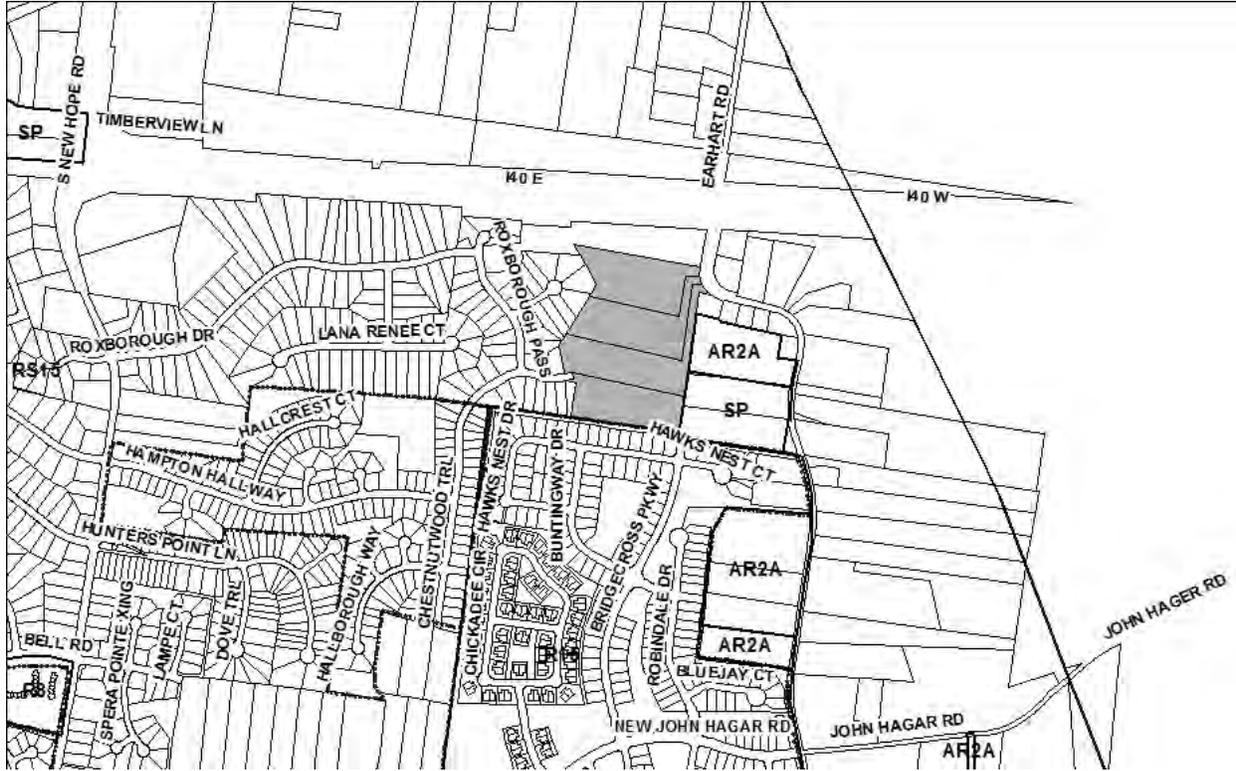 S NEW HOPE RD
SP
TIMBERVIEW LN
EARHART RD
I40 E
I40 W
ROXBOROUGH PASS
ROXBOROUGH DR
LANA RENEE CT
RS15
AR2A
SP
HALLCREST CT
HAWKS NEST DR
HAWKS NEST CT
HAMPTON HALL WAY
BUNTINGWAY DR
BRIDGECROSS PKWY
CHESTNUTWOOD TRL
HUNTERS POINT LN
HALLBOROUGH WAY
CHICKADEE CIR
ROBINDALE DR
AR2A
DOVE TRL
LAMPE CT
SPERA POINTE XING
BELL RD
AR2A
BLUEJAY CT
JOHN HAGER RD
NEW JOHN HAGAR RD
JOHN HAGAR RD
AR2A